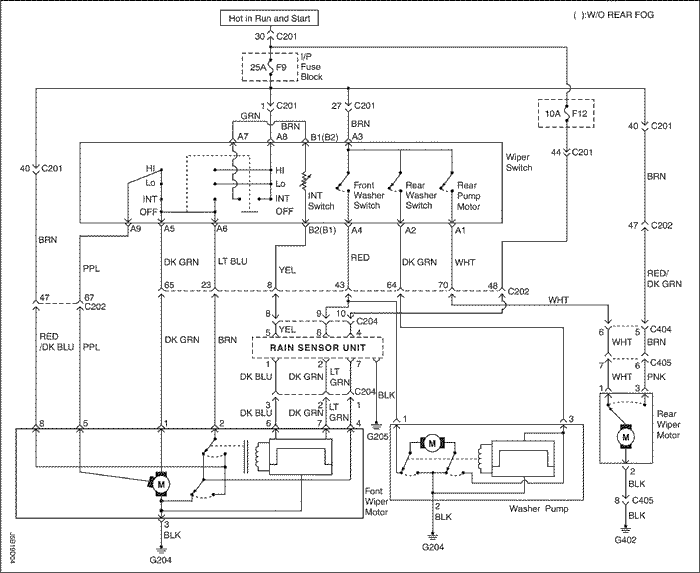 Hot in Run and Start
( ):W/O REAR FOG
30 C201
I/P
Fuse
Block
25A F9
1 C201
27 C201
10A F12
40 C201
GRN
BRN
BRN
A7 A8 B1(B2) A3
44 C201
Wiper
Switch
40 C201
HI
Lo
INT
OFF
HI
Lo
INT
OFF
INT
Switch
Front
Washer
Switch
Rear
Washer
Switch
Rear
Pump
Motor
BRN
A9 A5 A6 B2(B1) A4 A2 A1
47 C202
BRN
PPL
DK GRN
LT BLU
YEL
RED
DK GRN
WHT
RED/
DK GRN
65 23 8 43 64 70 48 C202
47 67
C202
WHT
8 9 10 C204
YEL
5 6 4
RAIN SENSOR UNIT
6 5 C404
WHT BRN
7 6 C405
WHT PNK
RED
/DK BLU
PPL
DK GRN
BRN
1 2 7
DK BLU
DK GRN
LT
GRN
BLK
C204
DK BLU
DK GRN
LT
GRN
3 2 1
G205
8 5 1 2 6 7 4
1 3
1 3
Rear
Wiper
Motor
M
M
M
Font
Wiper
Motor
Washer Pump
3
BLK
G204
2
BLK
G204
2
BLK
8 C405
BLK
G402